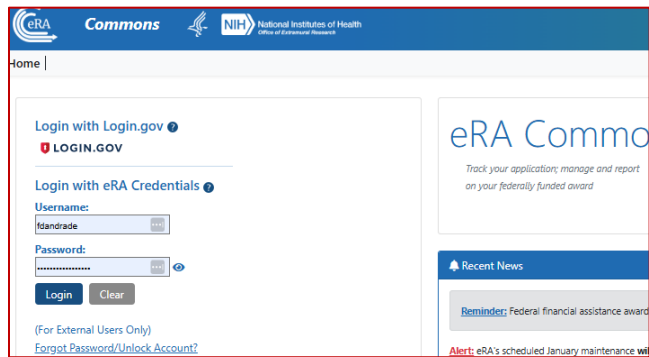 eRA Commons NIH National Institutes of Health
Office of Extramural Research
Home
Login with Login.gov ?
LOGIN.GOV
Login with eRA Credentials ?
Username:
fdandrade
Password:
Login Clear
(For External Users Only)
Forgot Password/Unlock Account?
eRA Commo
Track your application; manage and report
on your federally funded award
Recent News
Reminder: Federal financial assistance award
Alert: eRA's scheduled January maintenance wil